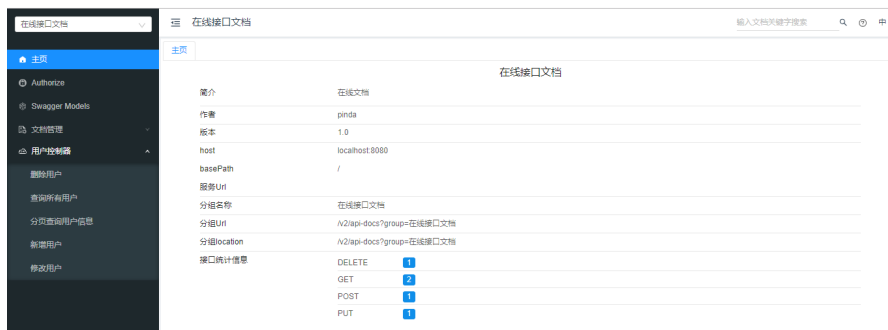 在线接口文档
在线接口文档
输入文档关键字搜索
中
主页
主页
Authorize
Swagger Models
文档管理
用户控制器
删除用户
查询所有用户
分页查询用户信息
新增用户
修改用户
在线接口文档
简介 在线文档
作者 pinda
版本 1.0
host localhost:8080
basePath /
服务Url
分组名称 在线接口文档
分组Url /v2/api-docs?group=在线接口文档
分组location /v2/api-docs?group=在线接口文档
接口统计信息 DELETE 1
GET 2
POST 1
PUT 1